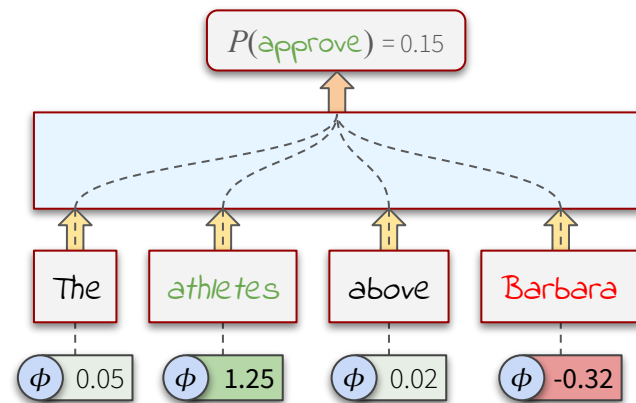 P(approve) = 0.15
The athletes above Barbara
ϕ 0.05 ϕ 1.25 ϕ 0.02 ϕ -0.32